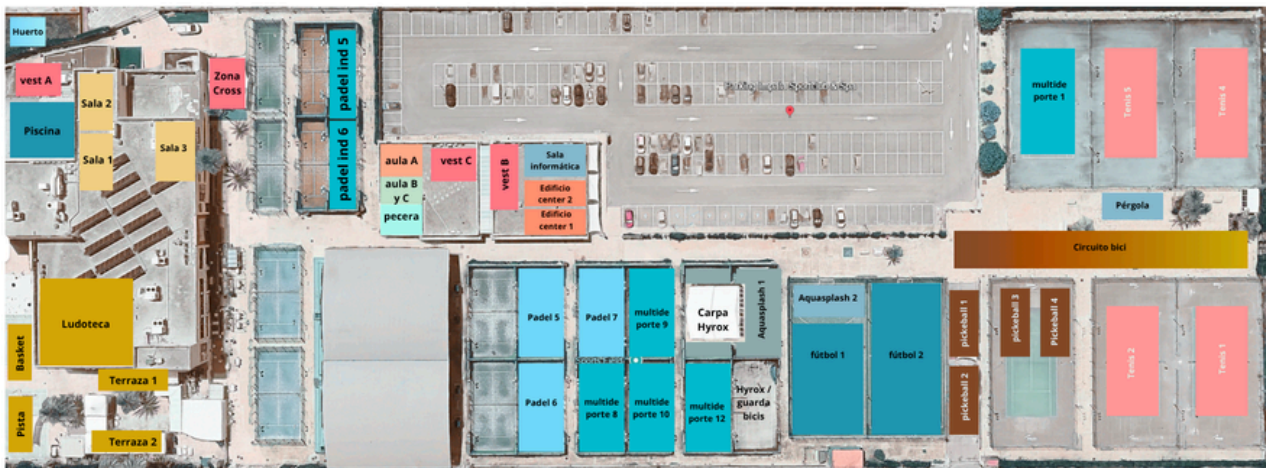 Huerto
vest A
Piscina
Sala 2
Sala 1
Sala 3
Zona
Cross
padel ind 5
padel ind 6
aula A
aula B
y C
pecera
vest C
vest B
Sala
informática
Edificio
center 2
Edificio
center 1
multide
porte 1
Tenis 5
Tenis 4
Pérgola
Circuito bici
Ludoteca
Basket
Pista
Terraza 1
Terraza 2
Padel 5
Padel 6
Padel 7
multide
porte 9
multide
porte 8
multide
porte 10
Carpa
Hyrox
Aquasplash 1
multide
porte 12
Hyrox /
guarda
bicis
Aquasplash 2
fútbol 1
fútbol 2
pickeball 1
pickeball 2
pickeball 3
Pickeball 4
Tenis 2
Tenis 1